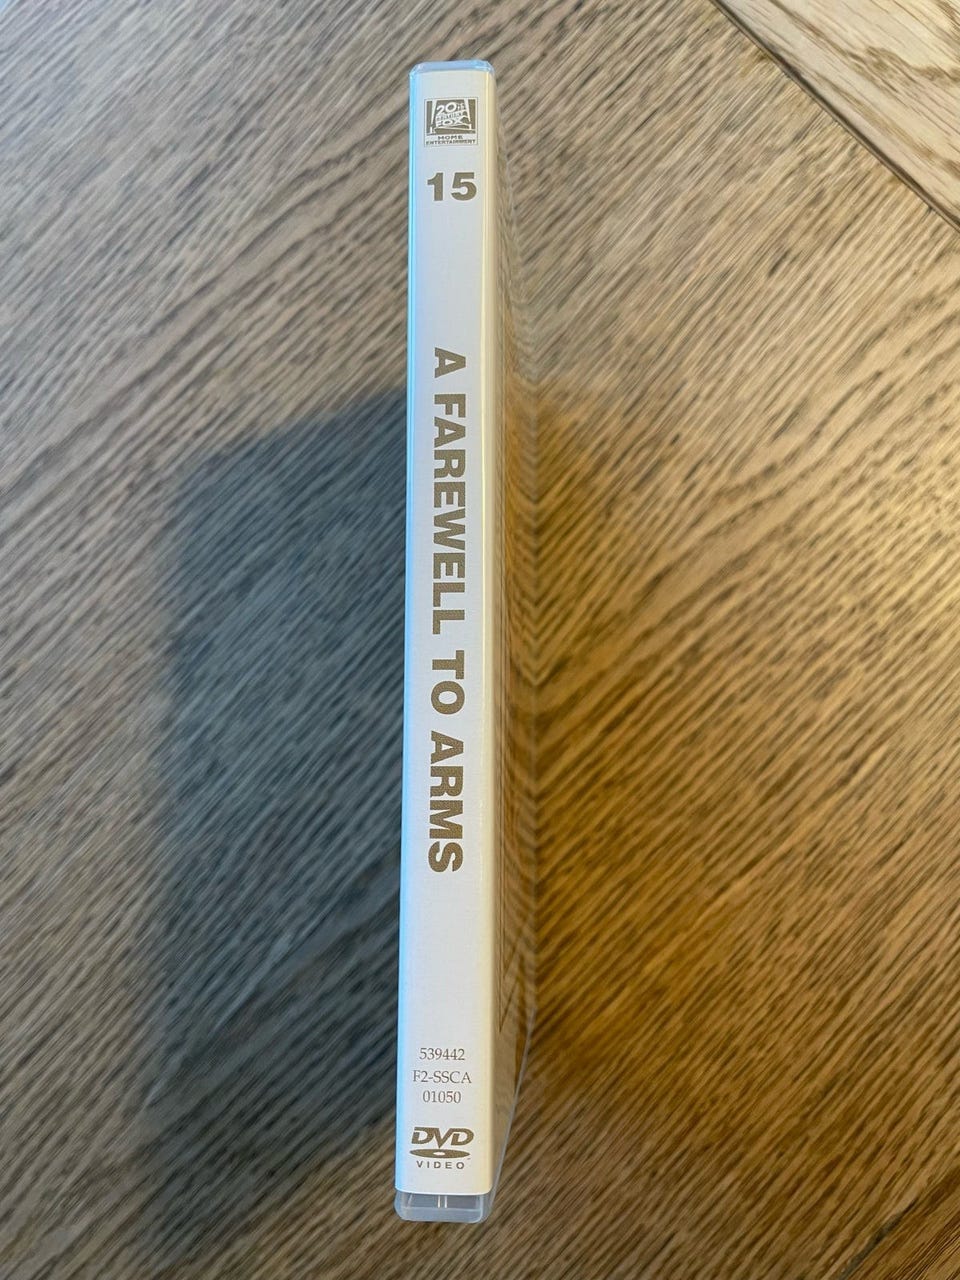 20th
CENTURY
FOX
HOME
ENTERTAINMENT
15
A FAREWELL TO ARMS
539442
F2-SSCA
01050
DVD
VIDEO